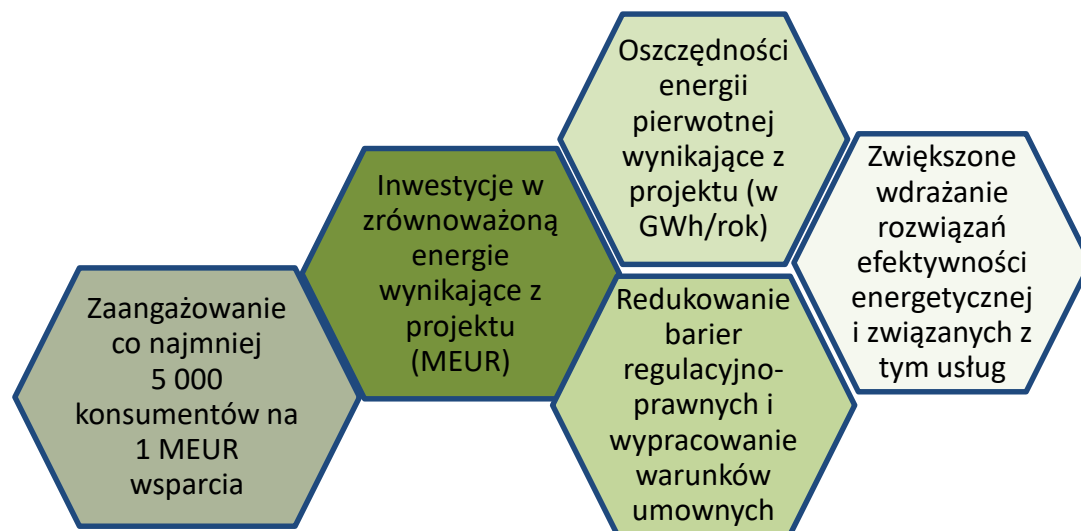 Zaangażowanie
co najmniej
5 000
konsumentów na
1 MEUR
wsparcia
Inwestycje w
zrównoważoną
energie
wynikające z
projektu
(MEUR)
Oszczędności
energii
pierwotnej
wynikające z
projektu (w
GWh/rok)
Redukowanie
barier
regulacyjno-
prawnych i
wypracowanie
warunków
umownych
Zwiększone
wdrażanie
rozwiązań
efektywności
energetycznej
i związanych z
tym usług